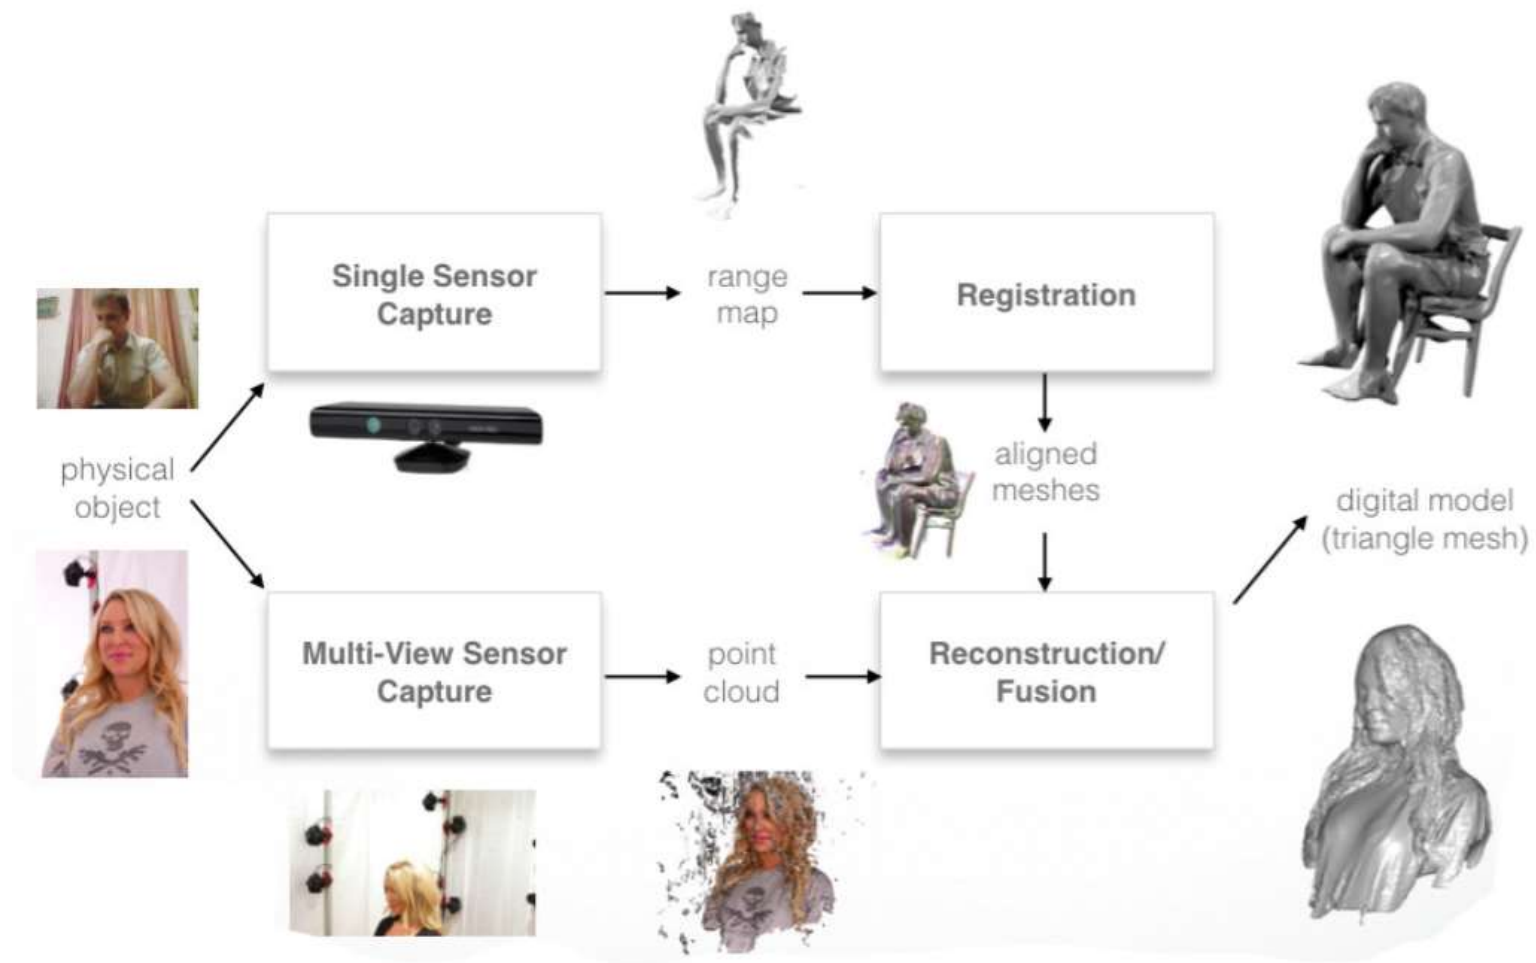 Single Sensor
Capture
range
map
Registration
physical
object
aligned
meshes
digital model
(triangle mesh)
Multi-View Sensor
Capture
point
cloud
Reconstruction/
Fusion